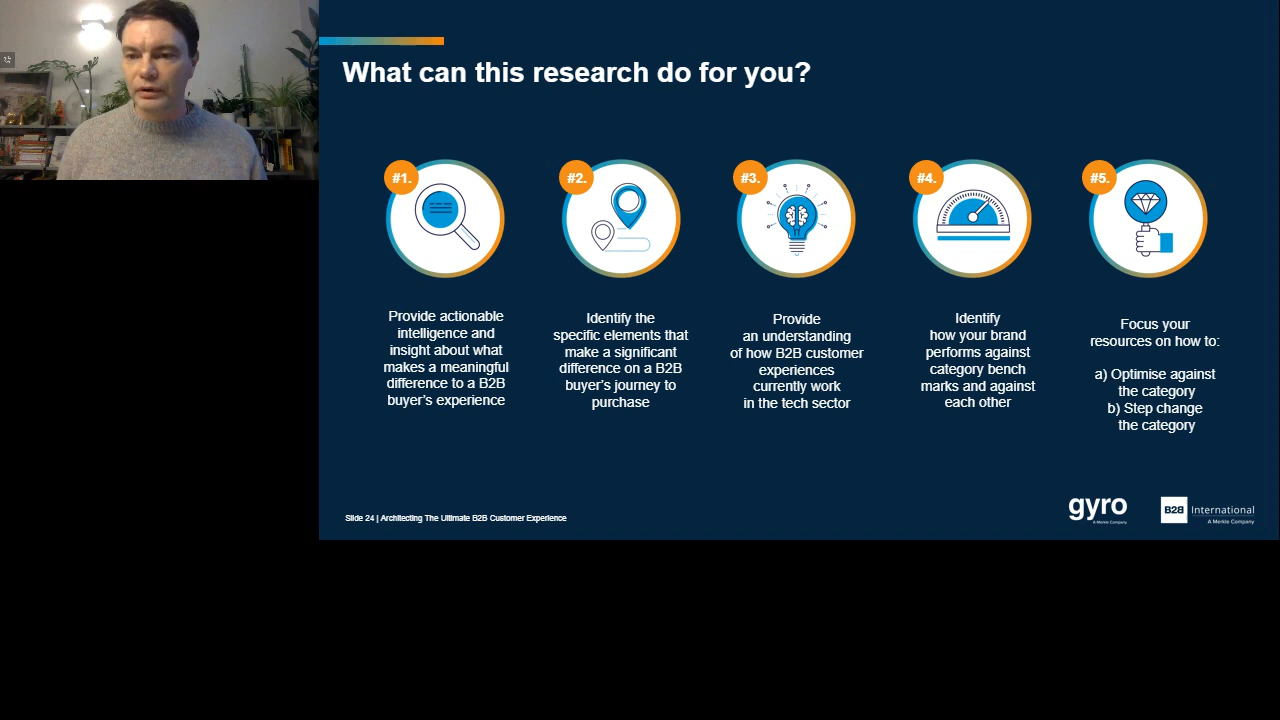 What can this research do for you?
#1.
Provide actionable
intelligence and
insight about what
makes a meaningful
difference to a B2B
buyer's experience
#2.
Identify the
specific elements that
make a significant
difference on a B2B
buyer's journey to
purchase
#3.
Provide
an understanding
of how B2B customer
experiences
currently work
in the tech sector
#4.
Identify
how your brand
performs against
category bench
marks and against
each other
#5.
Focus your
resources on how to:
a) Optimise against
the category
b) Step change
the category
Slide 24 | Architecting The Ultimate B2B Customer Experience
gyro
A Merkle Company
B2B International
A Merkle Company